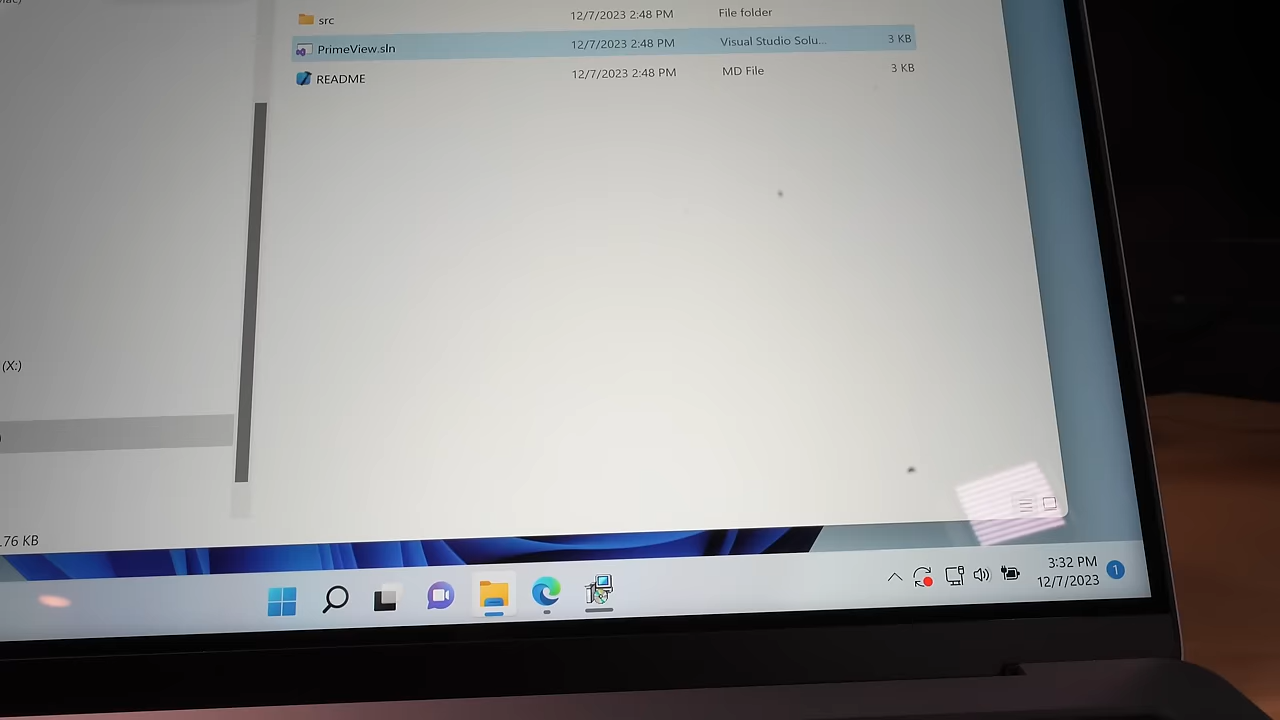 src 12/7/2023 2:48 PM File folder
PrimeView.sln 12/7/2023 2:48 PM Visual Studio Solu... 3 KB
README 12/7/2023 2:48 PM MD File 3 KB
(X:)
.76 KB
3:32 PM
12/7/2023
1